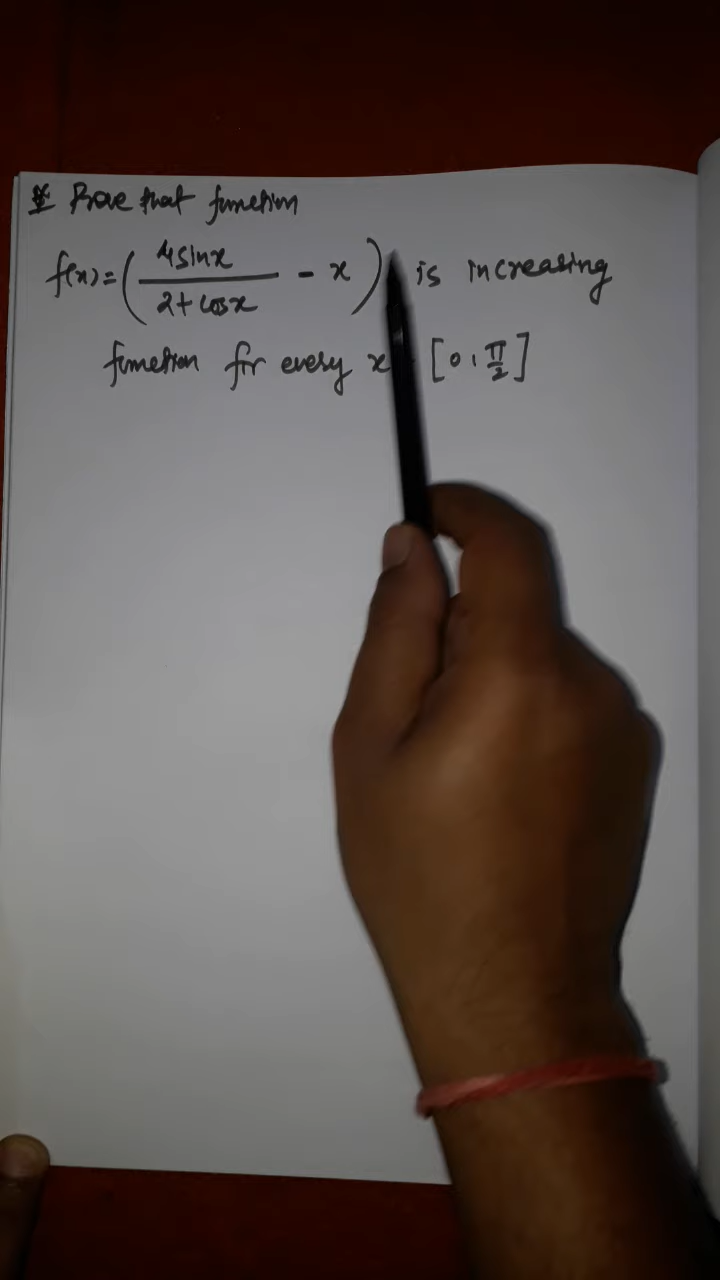 * Prove that function
f(x) = ( 4sinx / 2+cosx - x ) is increasing
function for every x [0, π/2]